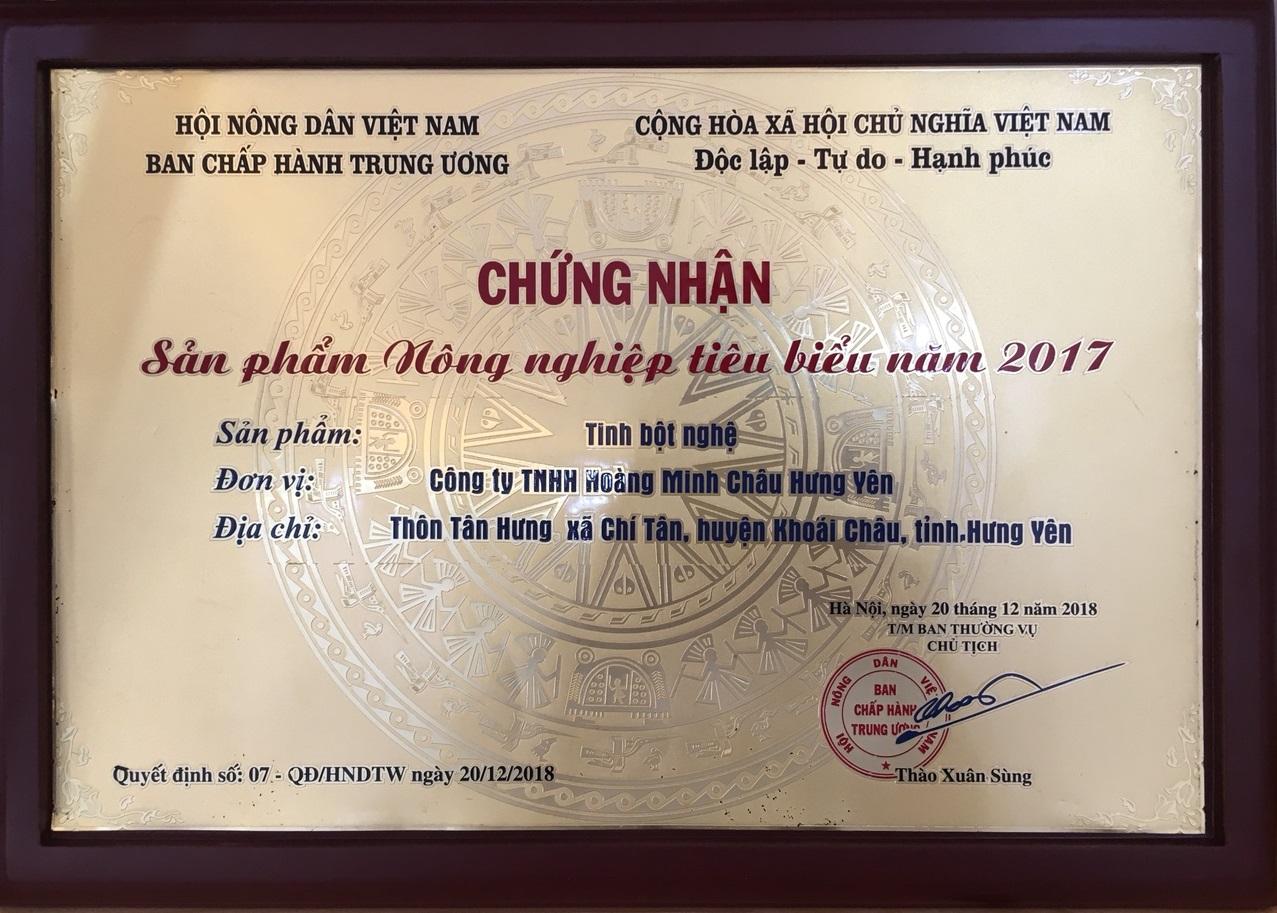 HỘI NÔNG DÂN VIỆT NAM
BAN CHẤP HÀNH TRUNG ƯƠNG
CỘNG HÒA XÃ HỘI CHỦ NGHĨA VIỆT NAM
Độc lập - Tự do - Hạnh phúc
CHỨNG NHẬN
Sản phẩm Nông nghiệp tiêu biểu năm 2017
Sản phẩm: Tinh bột nghệ
Đơn vị: Công ty TNHH Hoàng Minh Châu Hưng Yên
Địa chỉ: Thôn Tân Hưng xã Chí Tân, huyện Khoái Châu, tỉnh.Hưng Yên
Hà Nội, ngày 20 tháng 12 năm 2018
T/M BAN THƯỜNG VỤ
CHỦ TỊCH
HỘI NÔNG DÂN VIỆT NAM
BAN
CHẤP HÀNH
TRUNG ƯƠNG
Thào Xuân Sùng
Quyết định số: 07 - QĐ/HNDTW ngày 20/12/2018